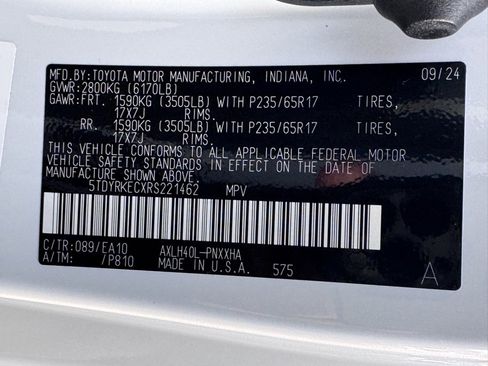 MFD.BY:TOYOTA MOTOR MANUFACTURING, INDIANA, INC. 09/24
GVWR:2800KG (6170LB)
GAWR:FRT. 1590KG (3505LB) WITH P235/65R17 TIRES,
17X7J RIMS.
RR. 1590KG (3505LB) WITH P235/65R17 TIRES,
17X7J RIMS.
THIS VEHICLE CONFORMS TO ALL APPLICABLE FEDERAL MOTOR
VEHICLE SAFETY STANDARDS IN EFFECT ON THE DATE OF
MANUFACTURE SHOWN ABOVE.
5TDYRKECXRS221462 MPV
C/TR:089/EA10 AXLH40L-PNXXHA
A/TM: /P810 MADE IN U.S.A. 575 A